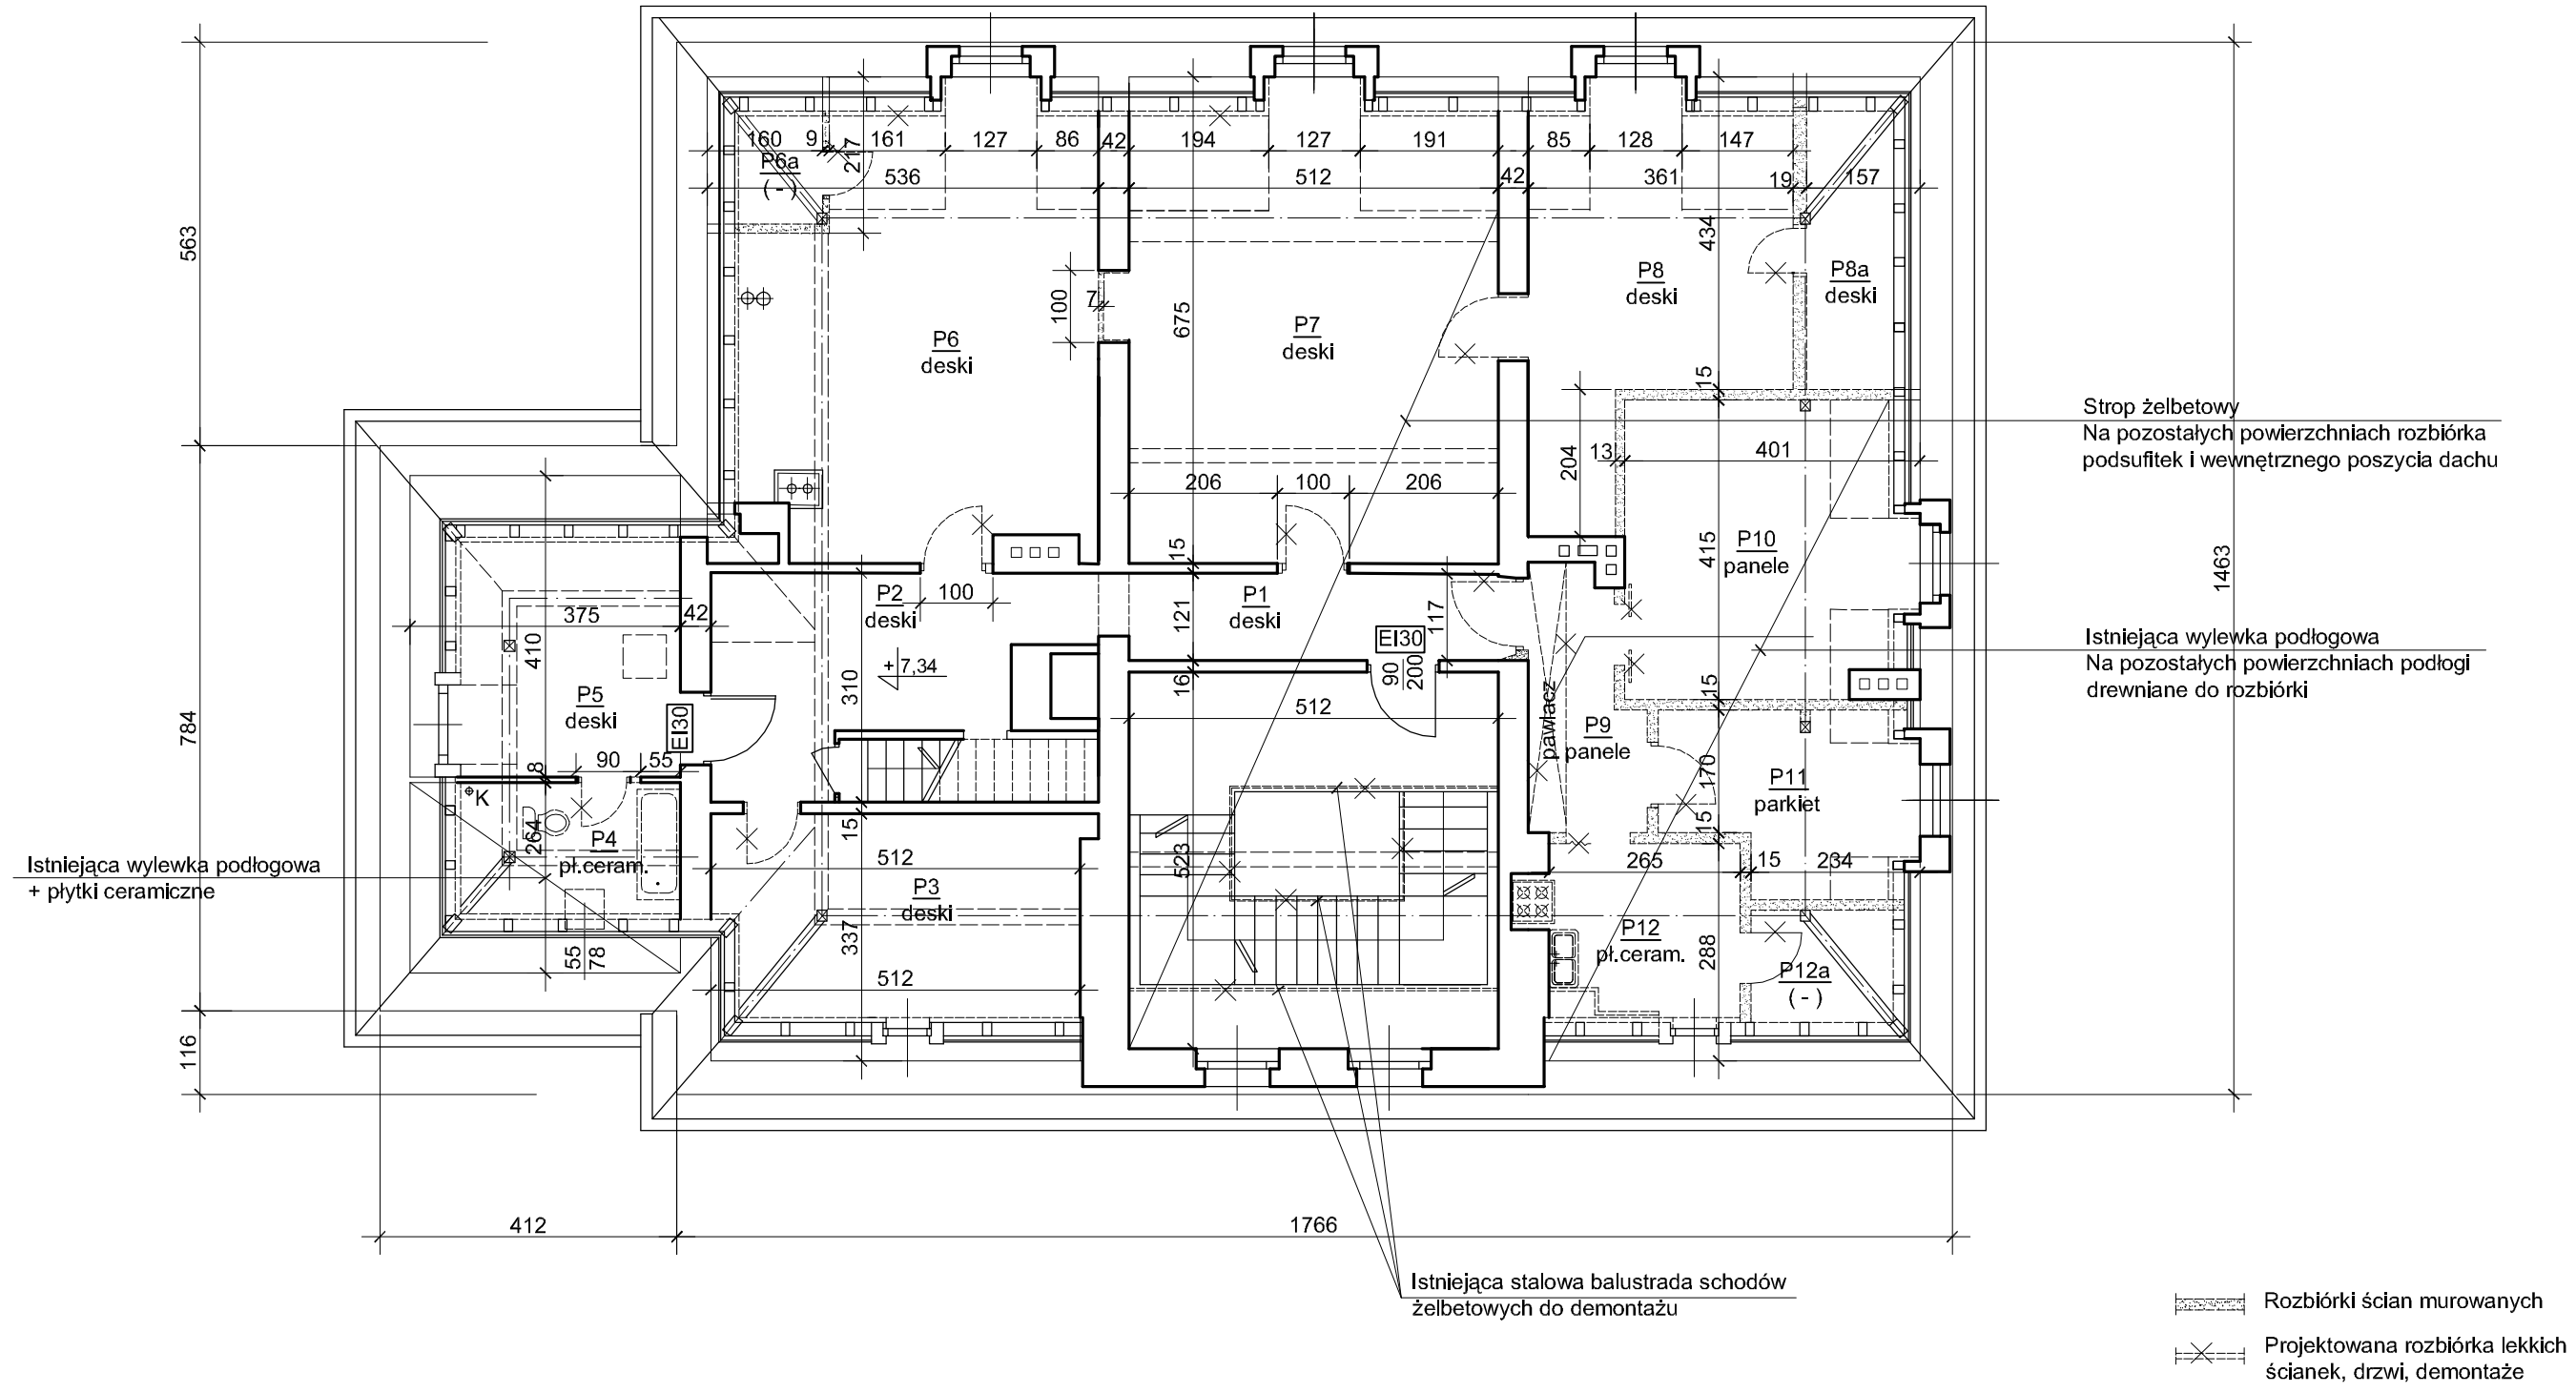 160
9
161
127
86
42
194
127
191
85
128
147
P6a
( - )
217
536
512
42
361
19
157
563
434
P8
deski
P8a
deski
100
7
675
P6
deski
P7
deski
15
Strop żelbetowy
Na pozostałych powierzchniach rozbiórka
podsufitek i wewnętrznego poszycia dachu
204
13
401
206
100
206
15
415
P10
panele
1463
P2
deski
100
P1
deski
375
42
410
121
117
EI30
90
200
Istniejąca wylewka podłogowa
Na pozostałych powierzchniach podłogi
drewniane do rozbiórki
+7,34
310
16
15
P5
deski
EI30
512
pawlacz
P9
panele
784
8
90
55
170
P11
parkiet
K
264
P4
pł.ceram.
15
15
Istniejąca wylewka podłogowa
+ płytki ceramiczne
512
523
265
15
234
P3
deski
337
P12
pł.ceram.
288
P12a
( - )
55
78
512
116
412
1766
Istniejąca stalowa balustrada schodów
żelbetowych do demontażu
Rozbiórki ścian murowanych
Projektowana rozbiórka lekkich
ścianek, drzwi, demontaże